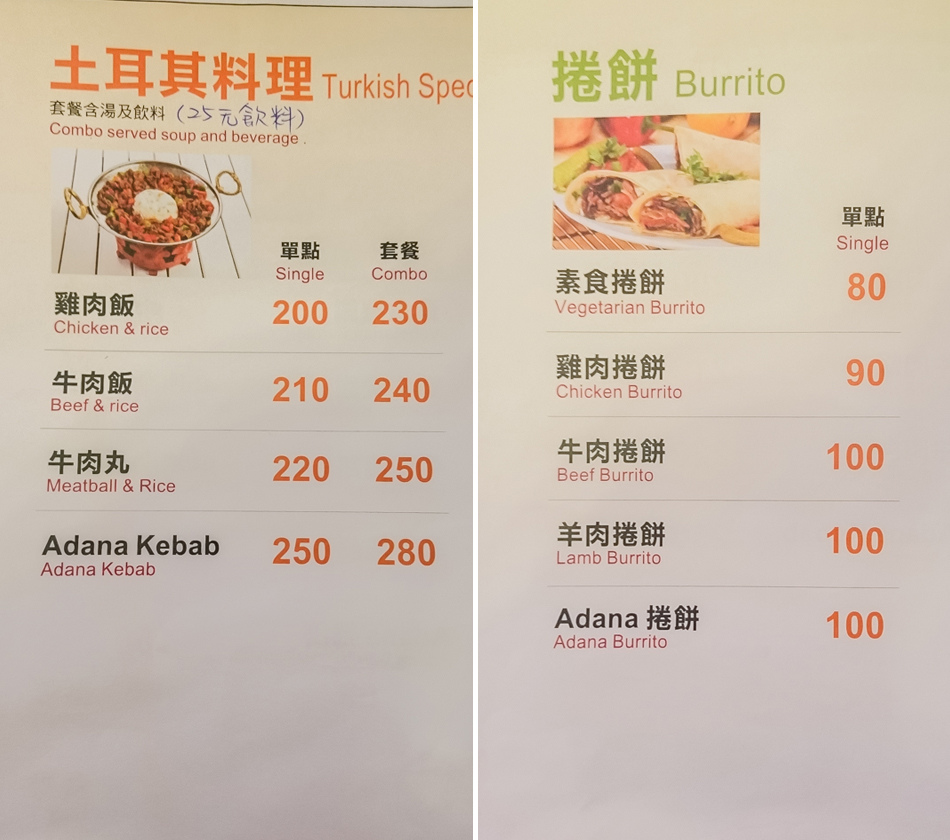 土耳其料理 Turkish Spec
套餐含湯及飲料 (25元飲料)
Combo served soup and beverage .
單點 套餐
Single Combo
雞肉飯 200 230
Chicken & rice
牛肉飯 210 240
Beef & rice
牛肉丸 220 250
Meatball & Rice
Adana Kebab 250 280
Adana Kebab
捲餅 Burrito
單點
Single
素食捲餅 80
Vegetarian Burrito
雞肉捲餅 90
Chicken Burrito
牛肉捲餅 100
Beef Burrito
羊肉捲餅 100
Lamb Burrito
Adana 捲餅 100
Adana Burrito